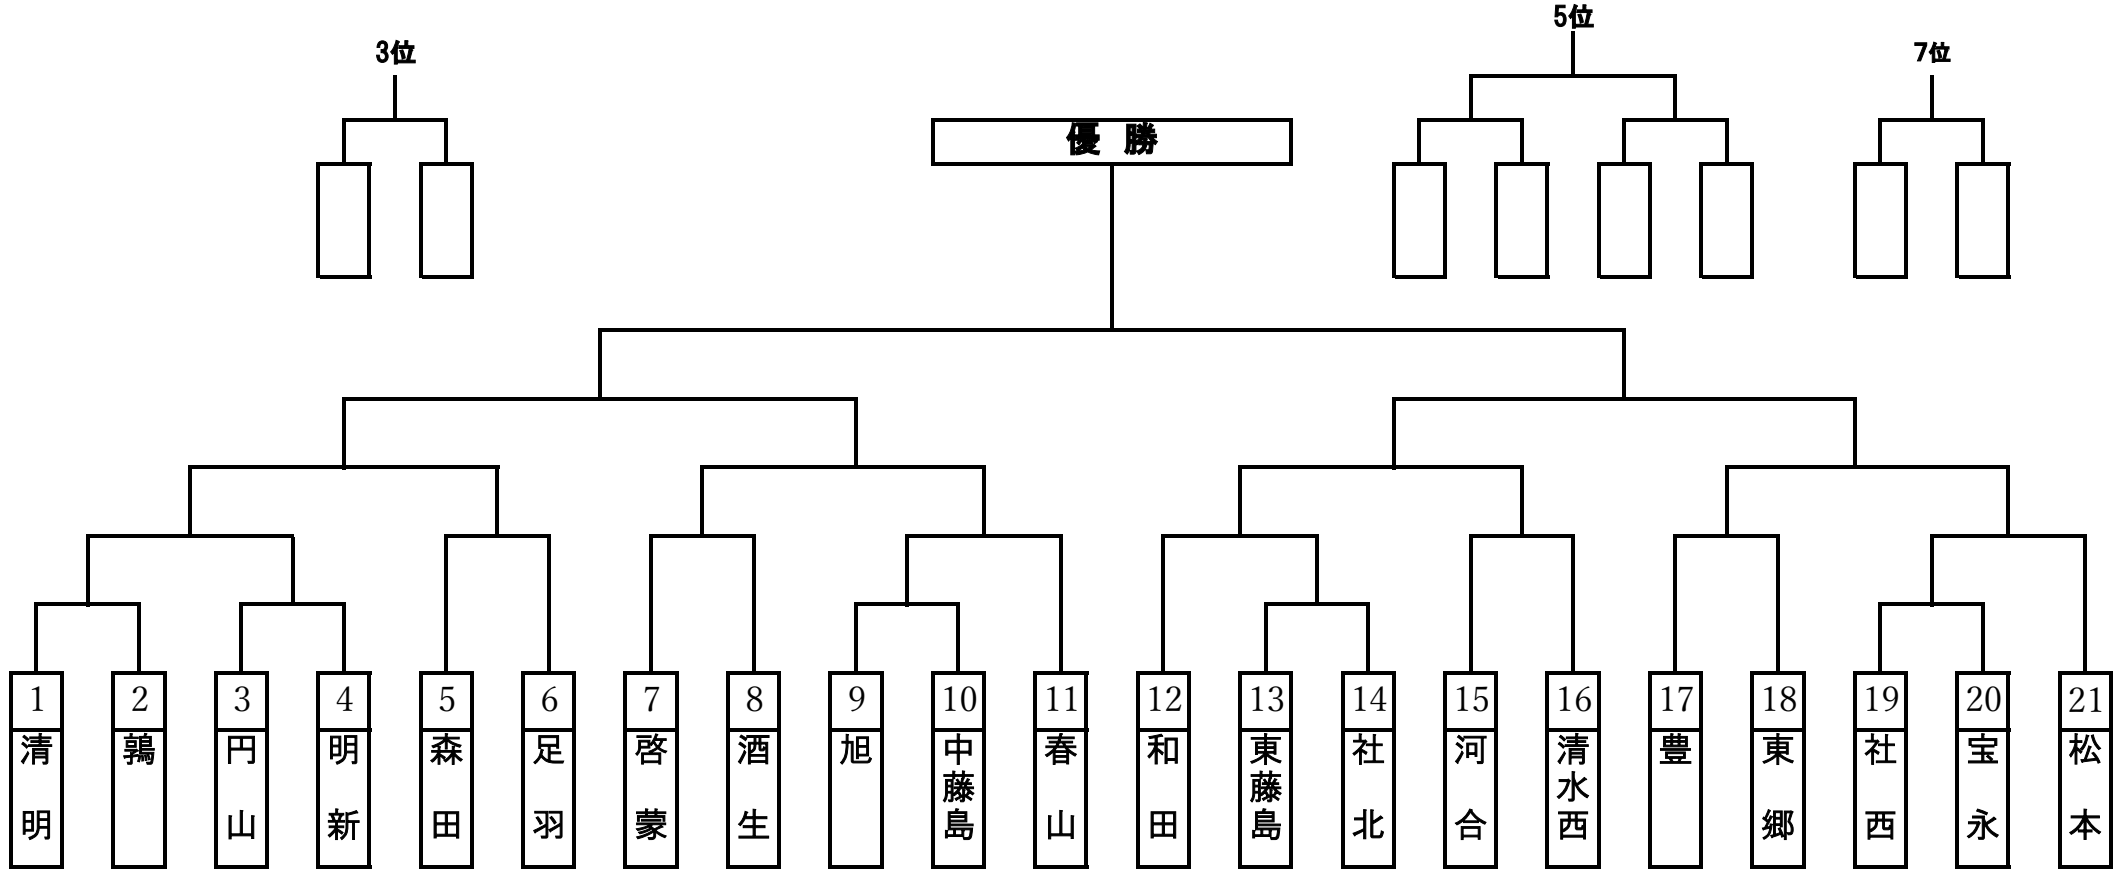 5位
3位
7位
優 勝
1 2 3 4 5 6 7 8 9 10 11 12 13 14 15 16 17 18 19 20 21
清明
鶉
円山
明新
森田
足羽
啓蒙
酒生
旭
中藤島
春山
和田
東藤島
社北
河合
清水西
豊
東郷
社西
宝永
松本